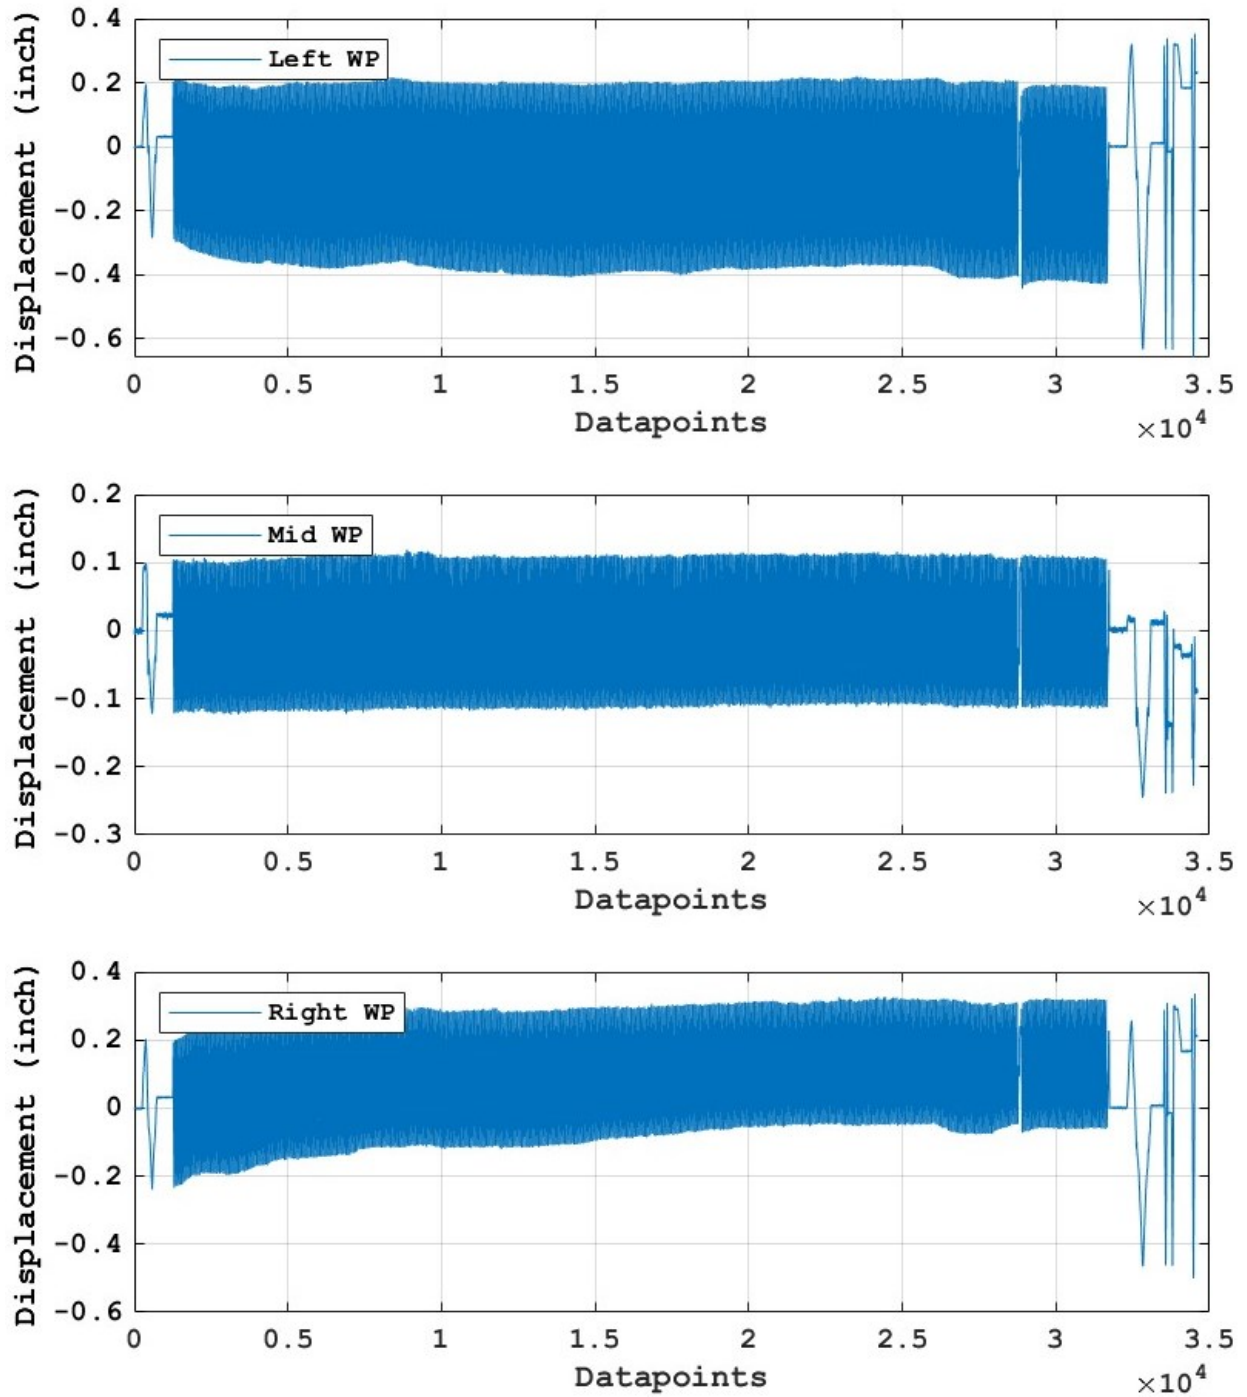 Left WP
Displacement (inch)
0.4
0.2
0
-0.2
-0.4
-0.6
0 0.5 1 1.5 2 2.5 3 3.5
Datapoints
×10^4
Mid WP
Displacement (inch)
0.2
0.1
0
-0.1
-0.2
-0.3
0 0.5 1 1.5 2 2.5 3 3.5
Datapoints
×10^4
Right WP
Displacement (inch)
0.4
0.2
0
-0.2
-0.4
-0.6
0 0.5 1 1.5 2 2.5 3 3.5
Datapoints
×10^4